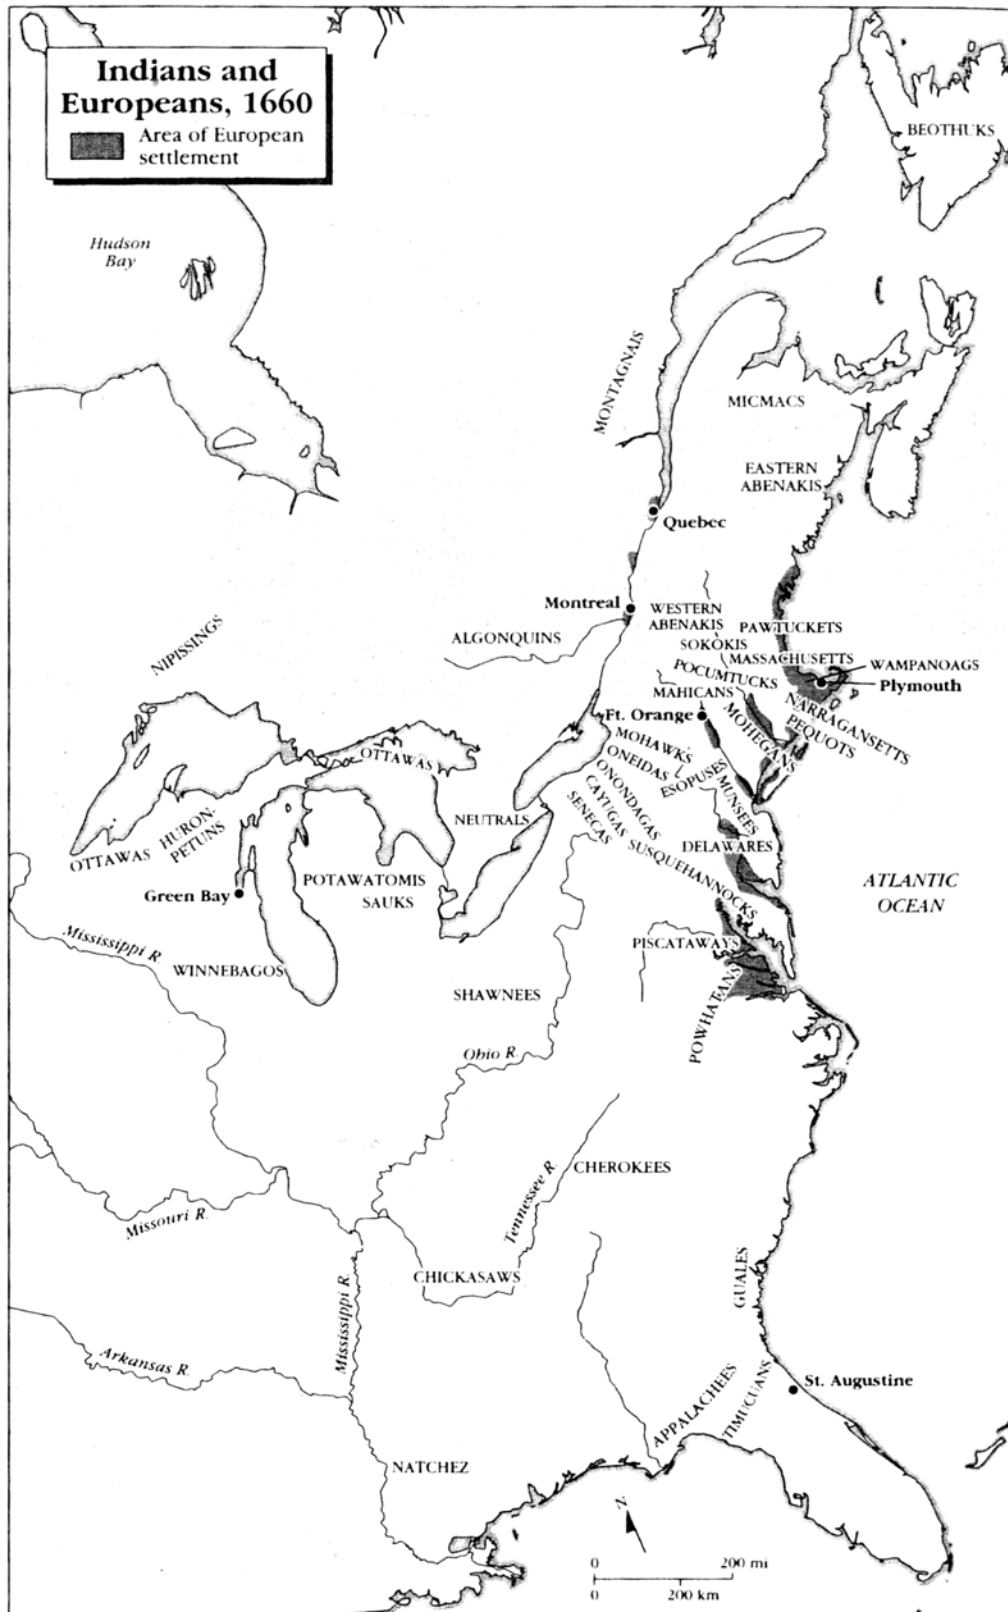 Indians and
Europeans, 1660
Area of European
settlement
BEOTHUKS
Hudson
Bay
MONTAGNAIS
MICMACS
EASTERN
ABENAKIS
Quebec
Montreal
WESTERN
ABENAKIS
ALGONQUINS
SOKOKIS
PAWTUCKETS
NIPISSINGS
MASSACHUSETTS
WAMPANOAGS
POCUMTUCKS
Plymouth
MAHICANS
NARRAGANSETTS
Ft. Orange
PEQUOTS
MOHEGANS
MOHAWKS
OTTAWAS
ONEIDAS
ESOPUSES
ONONDAGAS
MUNSEES
CAYUGAS
SENECAS
NEUTRALS
HURON-
PETUNS
OTTAWAS
DELAWARES
SUSQUEHANNOCKS
POTAWATOMIS
SAUKS
Green Bay
ATLANTIC
OCEAN
Mississippi R.
PISCATAWAYS
WINNEBAGOS
SHAWNEES
POWHATANS
Ohio R.
CHEROKEES
Tennessee R.
Missouri R.
CHICKASAWS
GUALES
Mississippi R.
Arkansas R.
St. Augustine
APPALACHEES
TIMUCUANS
NATCHEZ
N.
0 200 mi
0 200 km